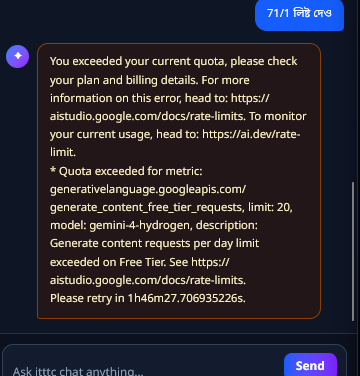 71/1 লিষ্ট দেও
You exceeded your current quota, please check
your plan and billing details. For more
information on this error, head to: https://
aistudio.google.com/docs/rate-limits. To monitor
your current usage, head to: https://ai.dev/rate-
limit.
* Quota exceeded for metric:
generativelanguage.googleapis.com/
generate_content_free_tier_requests, limit: 20,
model: gemini-4-hydrogen, description:
Generate content requests per day limit
exceeded on Free Tier. See https://
aistudio.google.com/docs/rate-limits.
Please retry in 1h46m27.706935226s.
Ask itttc chat anything...
Send